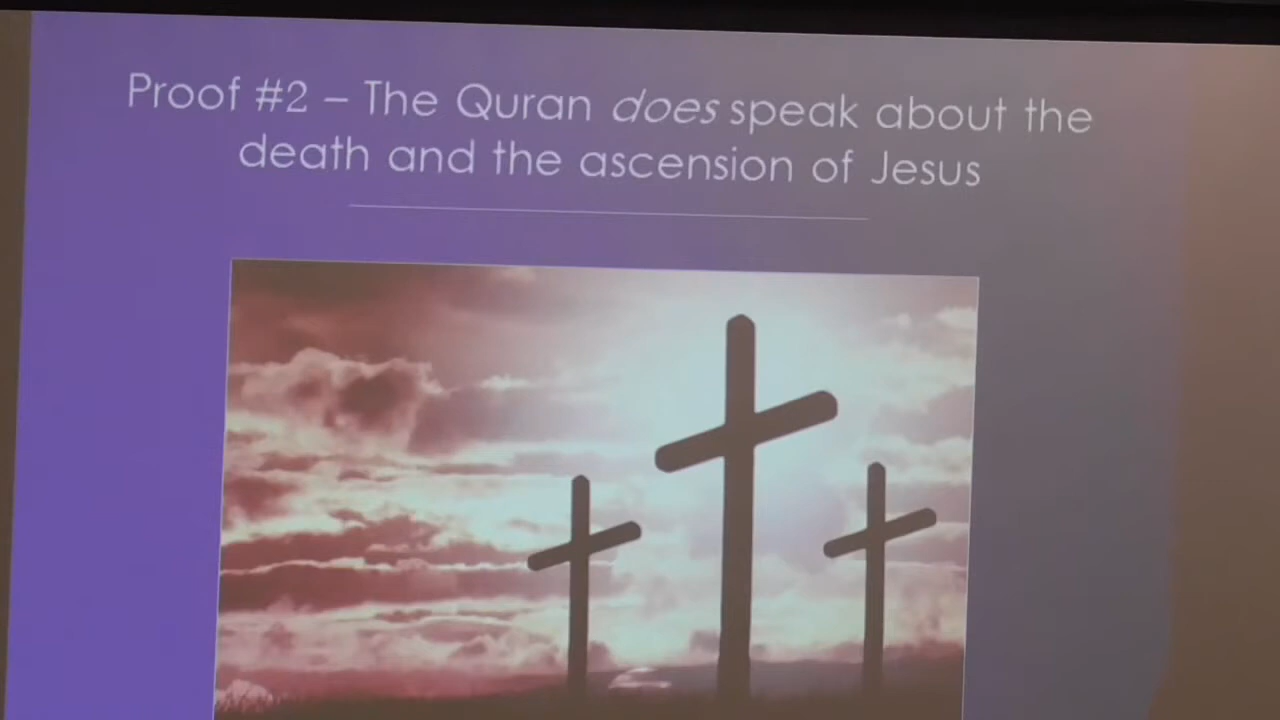 Proof #2 – The Quran does speak about the
death and the ascension of Jesus